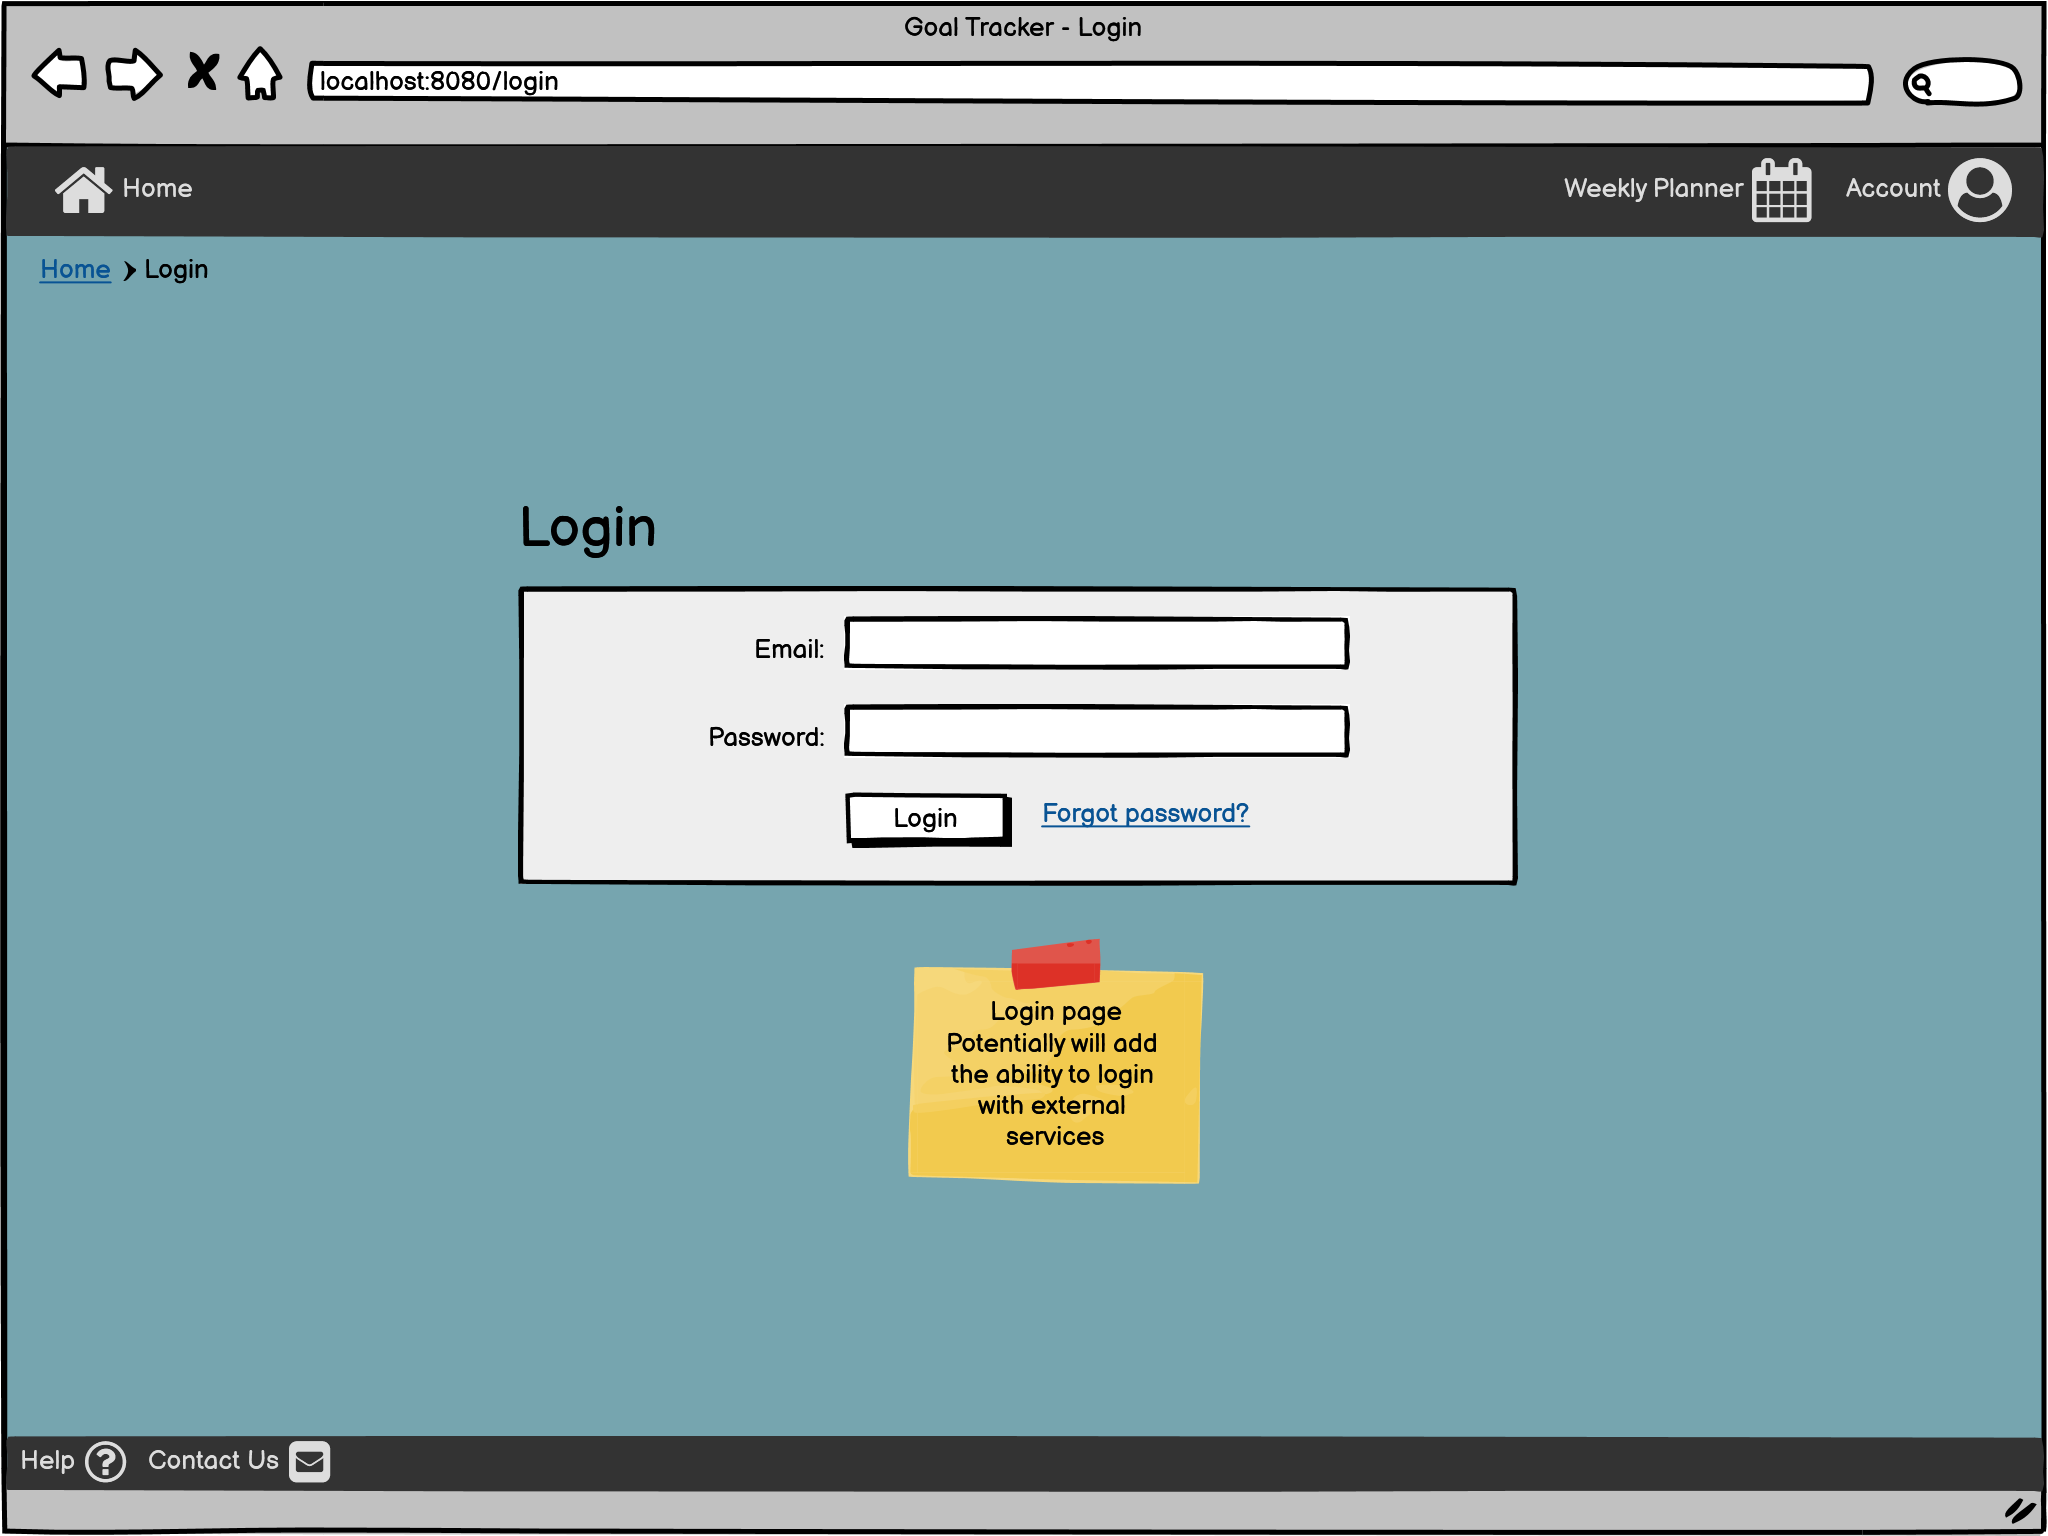 Goal Tracker - Login
localhost:8080/login
Home
Weekly Planner
Account
Home
Login
Login
Email:
Password:
Login
Forgot password?
Login page
Potentially will add
the ability to login
with external
services
Help
Contact Us